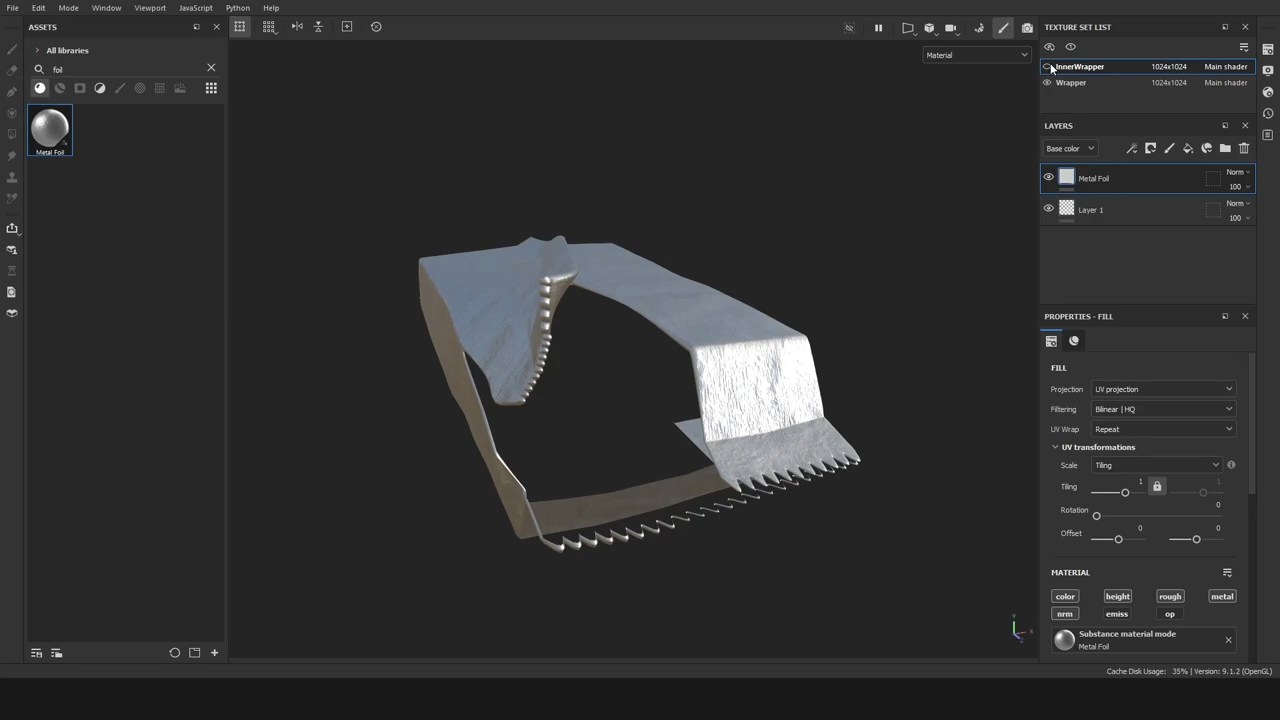 File Edit Mode Window Viewport JavaScript Python Help
ASSETS
All libraries
foil
Metal Foil
Material
TEXTURE SET LIST
InnerWrapper 1024x1024 Main shader
Wrapper 1024x1024 Main shader
LAYERS
Base color
Metal Foil Norm
100
Layer 1 Norm
100
PROPERTIES - FILL
FILL
Projection UV projection
Filtering Bilinear | HQ
UV Wrap Repeat
UV transformations
Scale Tiling
Tiling 1 1
Rotation 0
Offset 0 0
MATERIAL
color height rough metal
nrm emiss op
Substance material mode
Metal Foil
Y
X
Z
Cache Disk Usage: 35% | Version: 9.1.2 (OpenGL)